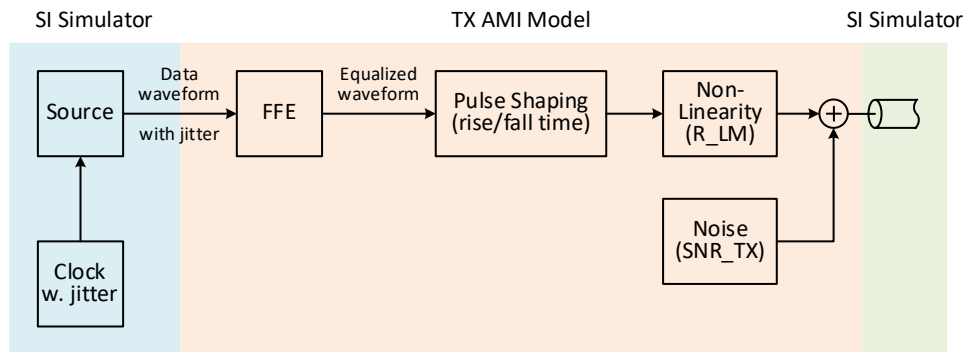 SI Simulator
TX AMI Model
SI Simulator
Source
Data
waveform
with jitter
FFE
Equalized
waveform
Pulse Shaping
(rise/fall time)
Non-
Linearity
(R_LM)
Noise
(SNR_TX)
Clock
w. jitter